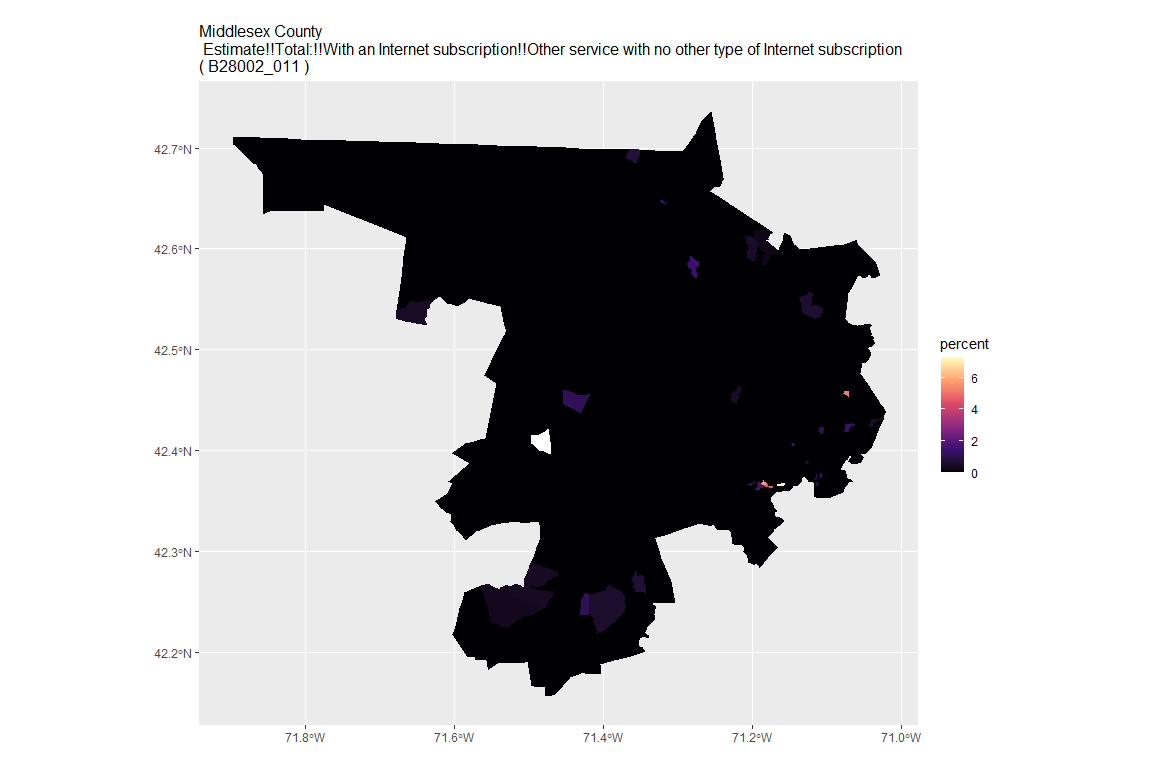 Middlesex County
Estimate!!Total:!!With an Internet subscription!!Other service with no other type of Internet subscription
( B28002_011 )
42.7°N
42.6°N
42.5°N
42.4°N
42.3°N
42.2°N
71.8°W
71.6°W
71.4°W
71.2°W
71.0°W
percent
6
4
2
0